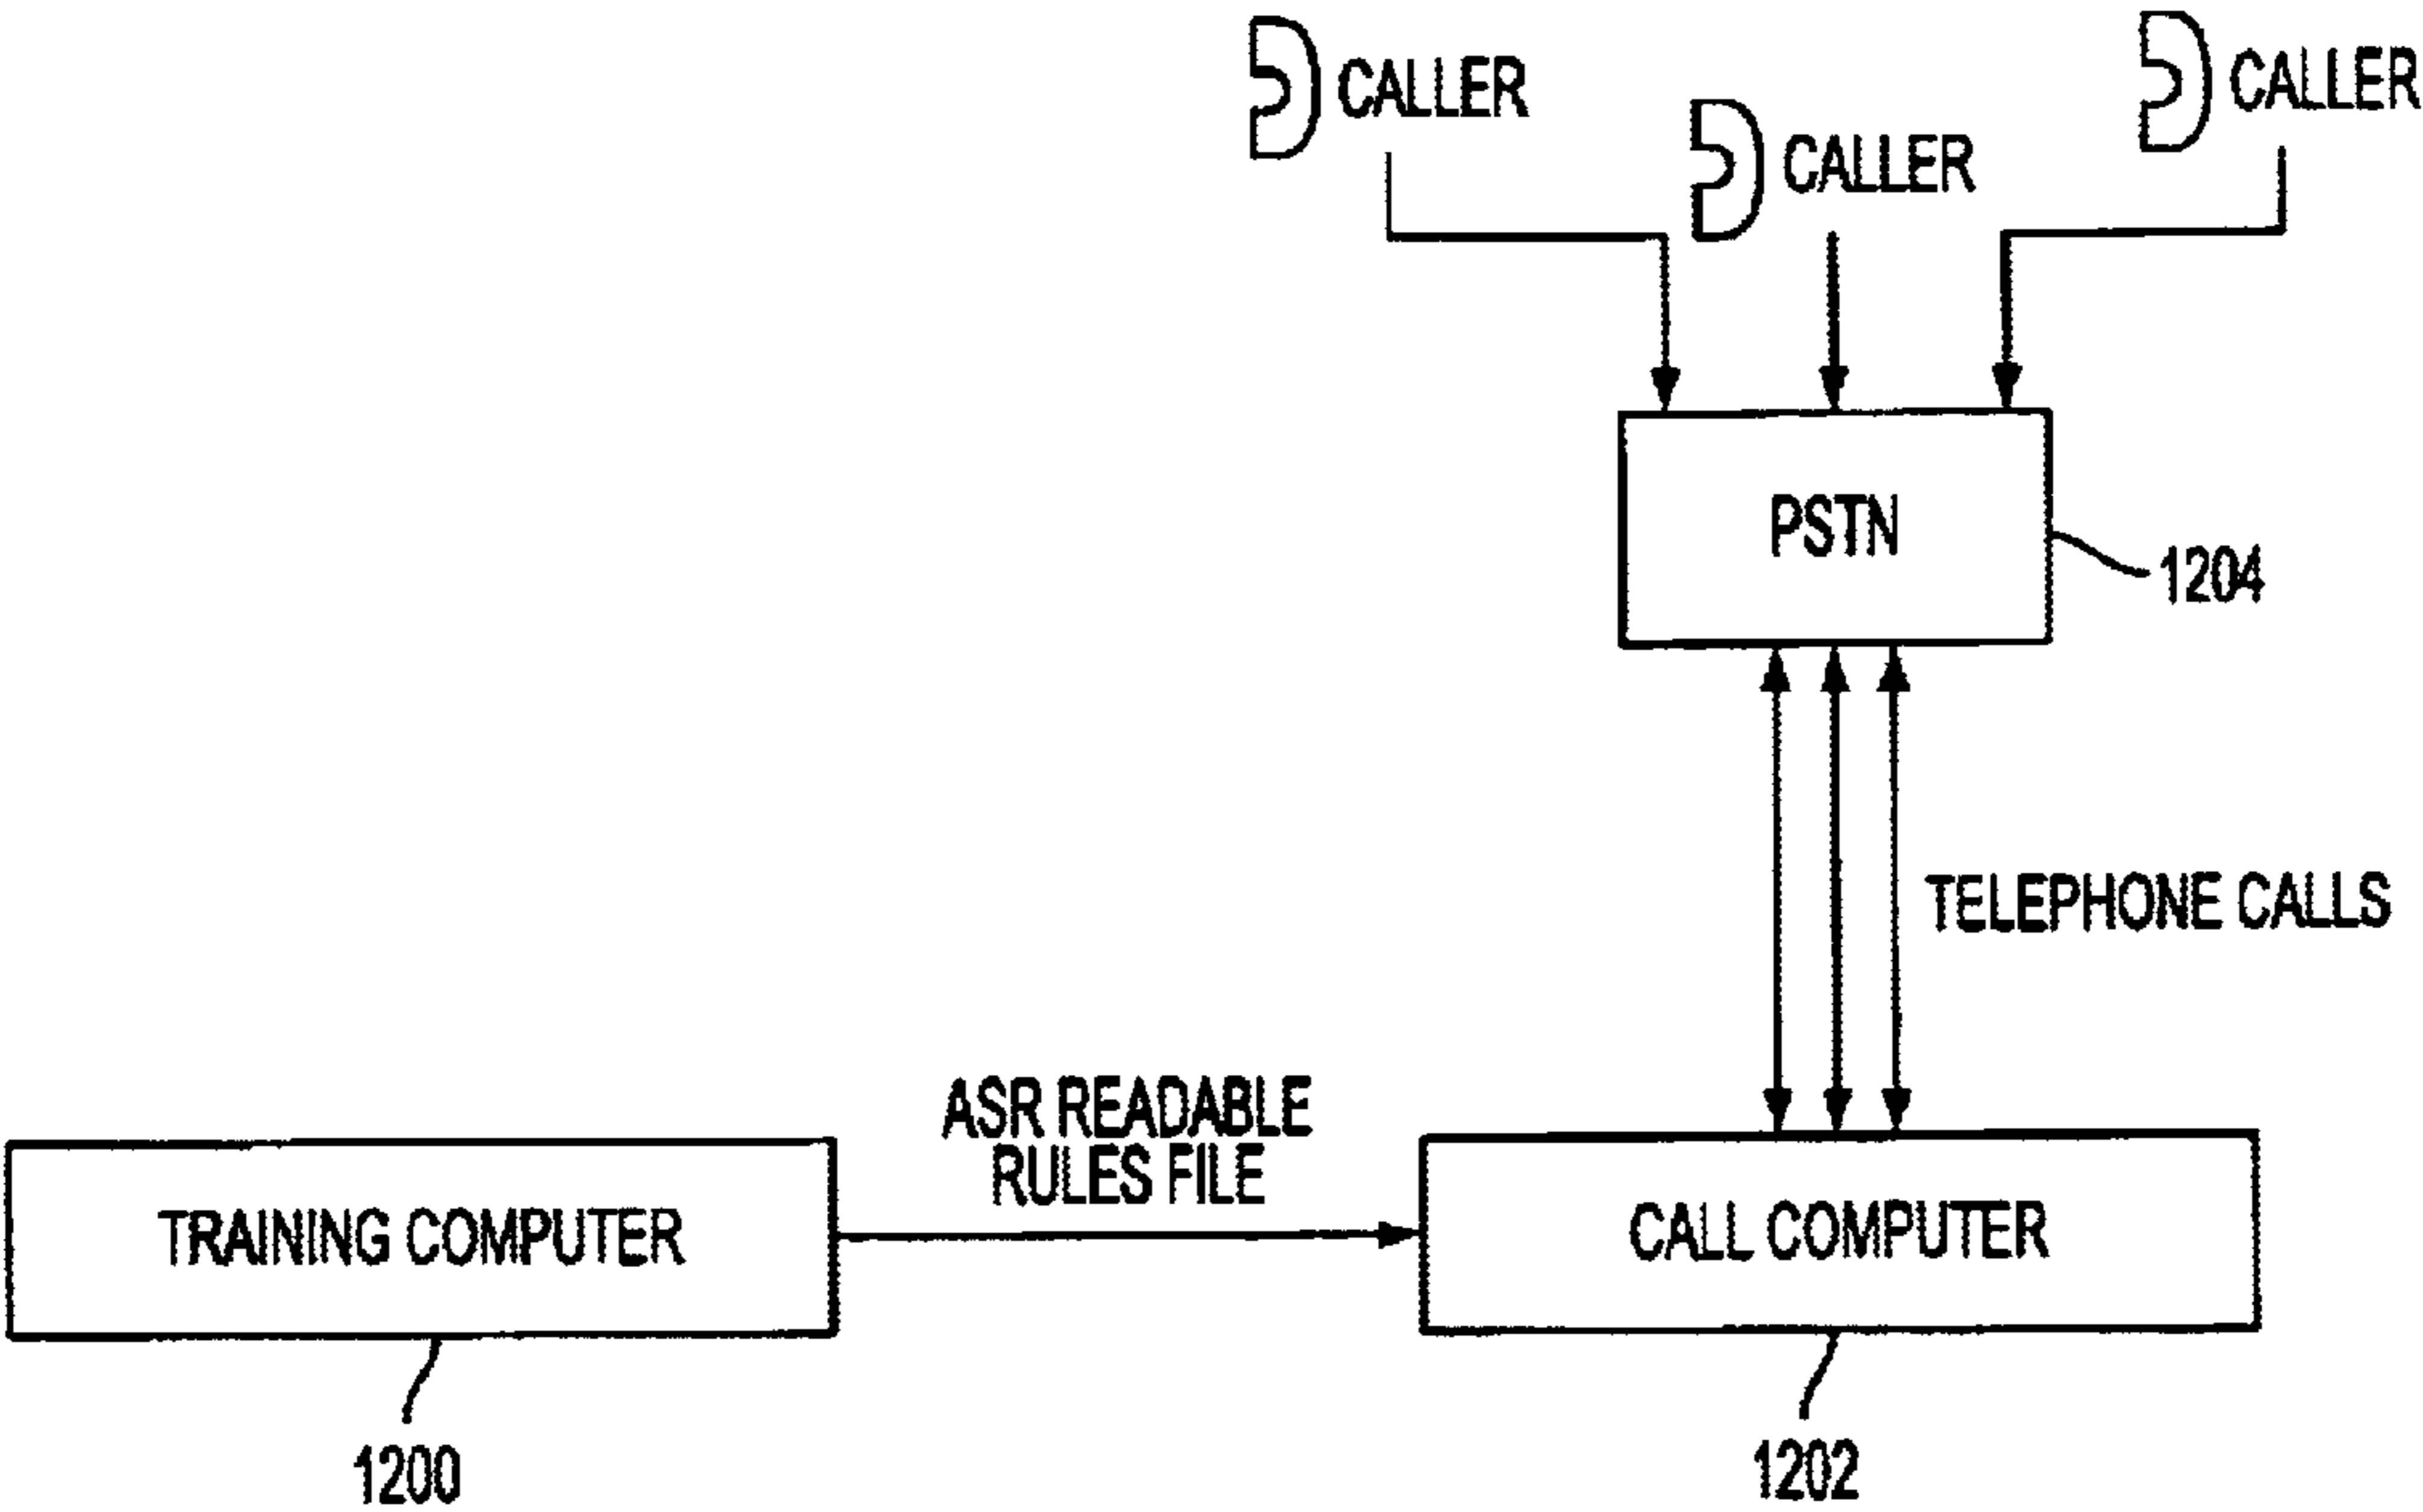 CALLER
CALLER
CALLER
PSTN
1204
TELEPHONE CALLS
ASR READABLE
RULES FILE
TRAINING COMPUTER
CALL COMPUTER
1200
1202